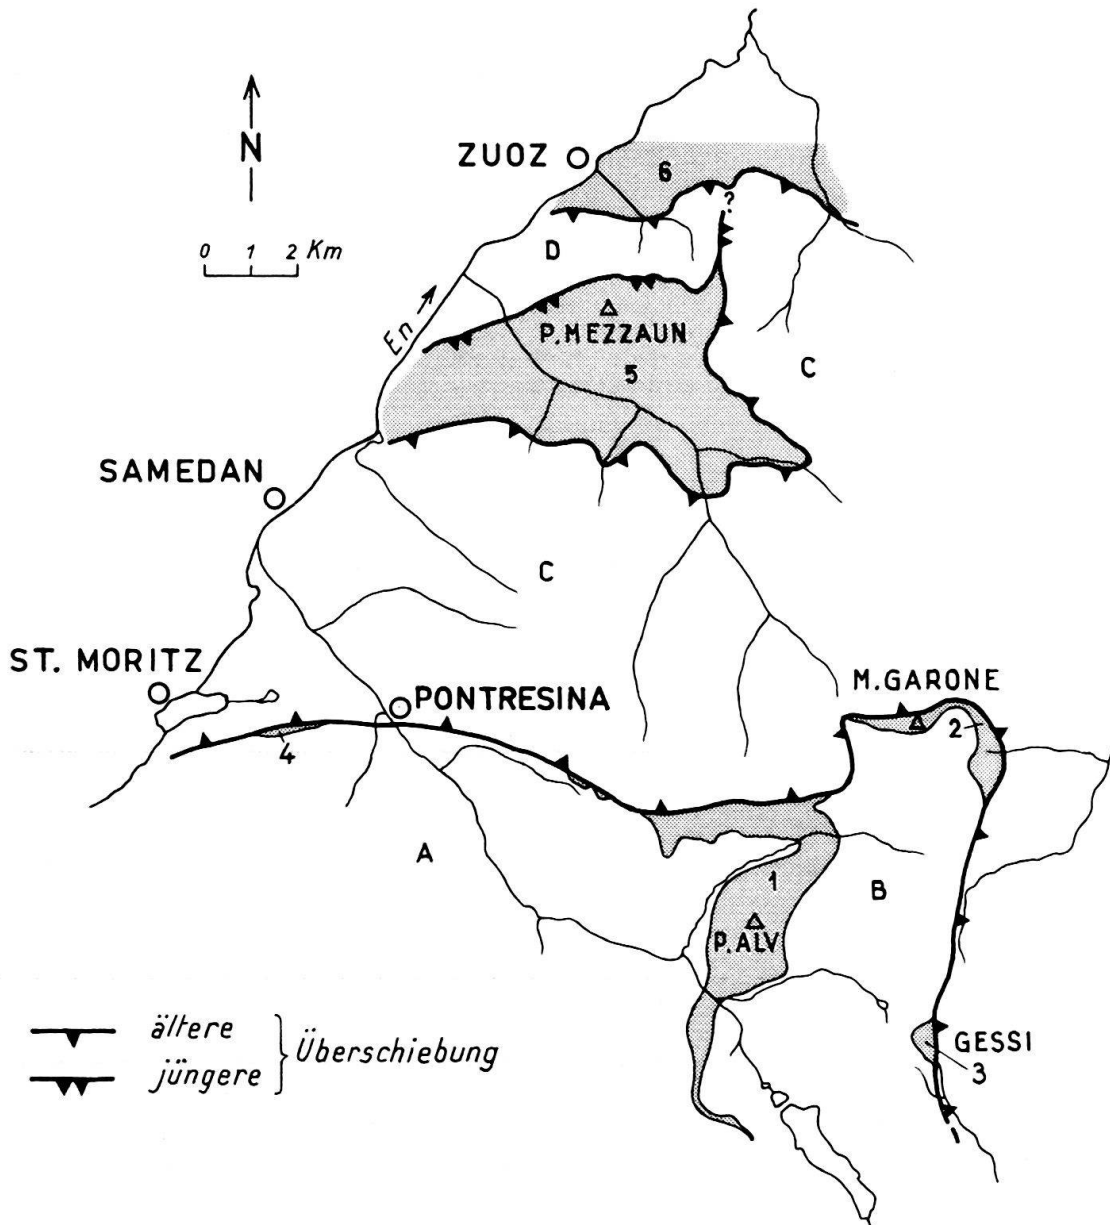 ZUOZ
6
N
?
0 1 2 Km
D
En
P. MEZZAUN
5
C
SAMEDAN
C
ST. MORITZ
M. GARONE
PONTRESINA
2
4
A
1
B
P. ALV
ältere
jüngere
Überschiebung
GESSI
3